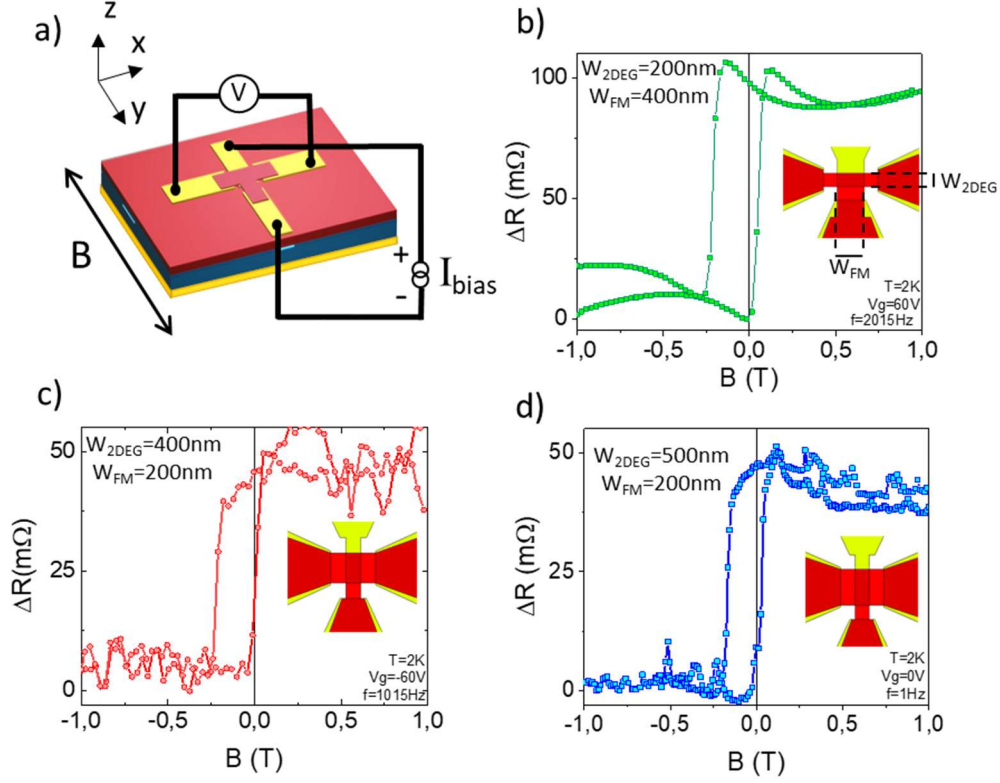 a)
z
x
y
V
B
+
-
I_bias
b)
W_2DEG=200nm
W_FM=400nm
ΔR (mΩ)
100
50
0
W_2DEG
W_FM
T=2K
Vg=60V
f=2015Hz
-1,0 -0,5 0,0 0,5 1,0
B (T)
c)
W_2DEG=400nm
W_FM=200nm
ΔR(mΩ)
50
25
0
T=2K
Vg=-60V
f=1015Hz
-1,0 -0,5 0,0 0,5 1,0
B (T)
d)
W_2DEG=500nm
W_FM=200nm
ΔR (mΩ)
50
25
0
T=2K
Vg=0V
f=1Hz
-1,0 -0,5 0,0 0,5 1,0
B (T)